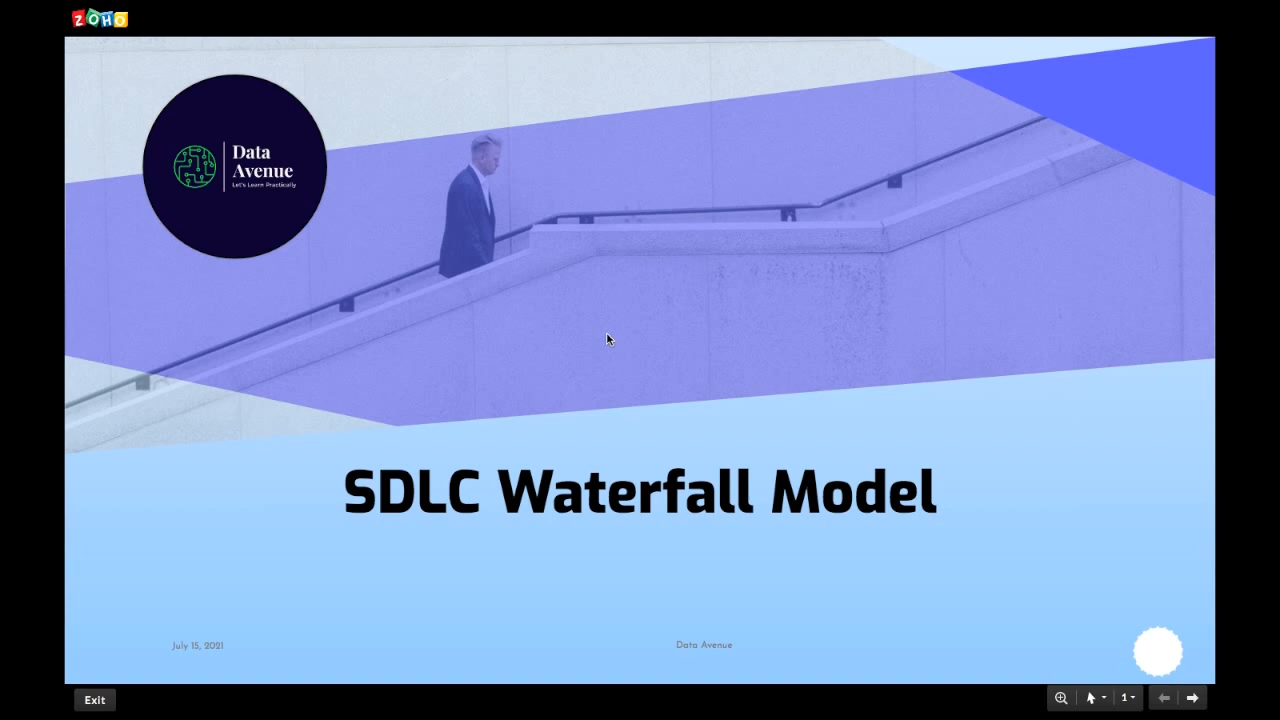 ZOHO
Data
Avenue
Let's Learn Practically
SDLC Waterfall Model
July 15, 2021
Data Avenue
Exit
1